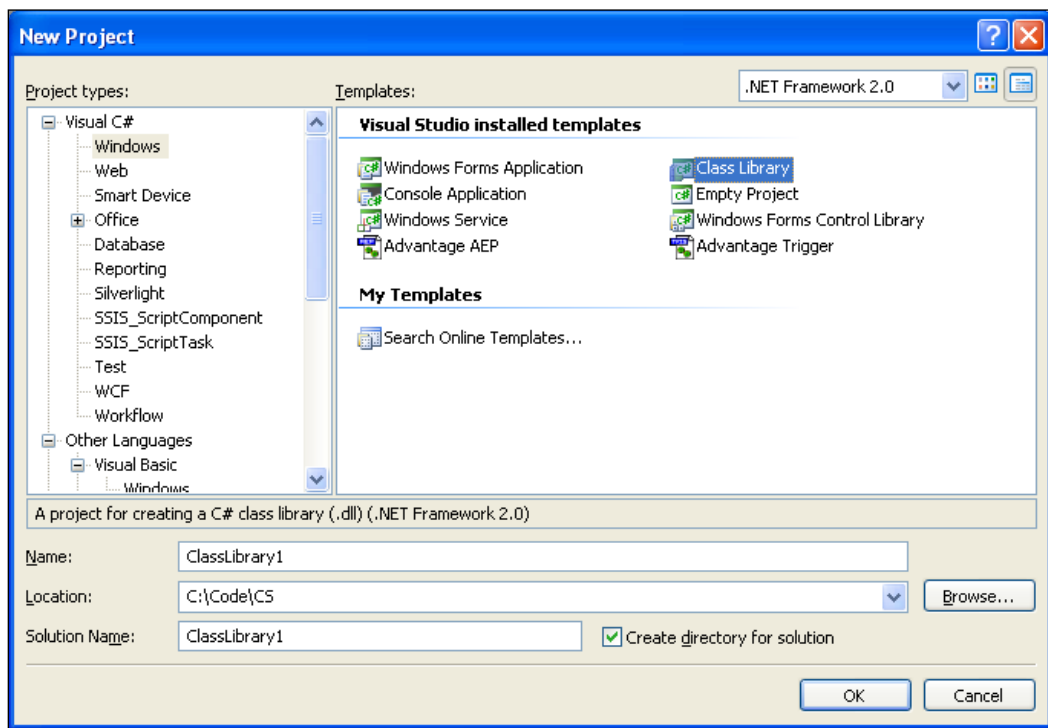 New Project
Project types:
Templates:
.NET Framework 2.0
Visual C#
Windows
Web
Smart Device
Office
Database
Reporting
Silverlight
SSIS_ScriptComponent
SSIS_ScriptTask
Test
WCF
Workflow
Other Languages
Visual Basic
Windows
Visual Studio installed templates
Windows Forms Application
Class Library
Console Application
Empty Project
Windows Service
Windows Forms Control Library
Advantage AEP
Advantage Trigger
My Templates
Search Online Templates...
A project for creating a C# class library (.dll) (.NET Framework 2.0)
Name:
ClassLibrary1
Location:
C:\Code\CS
Browse...
Solution Name:
ClassLibrary1
Create directory for solution
OK
Cancel